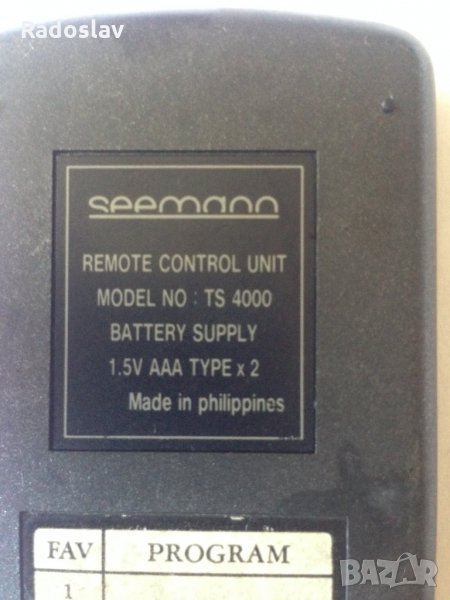 Radoslav
seemann
REMOTE CONTROL UNIT
MODEL NO : TS 4000
BATTERY SUPPLY
1.5V AAA TYPE x 2
Made in philippines
FAV PROGRAM
1
BAZAR